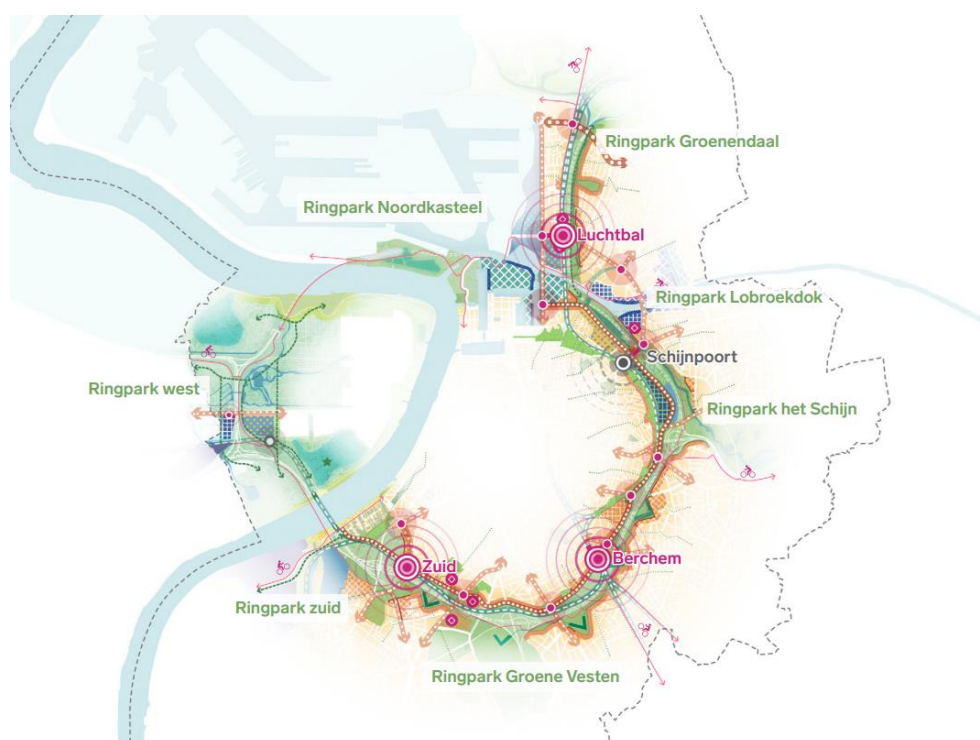 Ringpark Groenendaal
Ringpark Noordkasteel
Luchtbal
Ringpark Lobroekdok
Schijnpoort
Ringpark west
Ringpark het Schijn
Zuid
Berchem
Ringpark zuid
Ringpark Groene Vesten